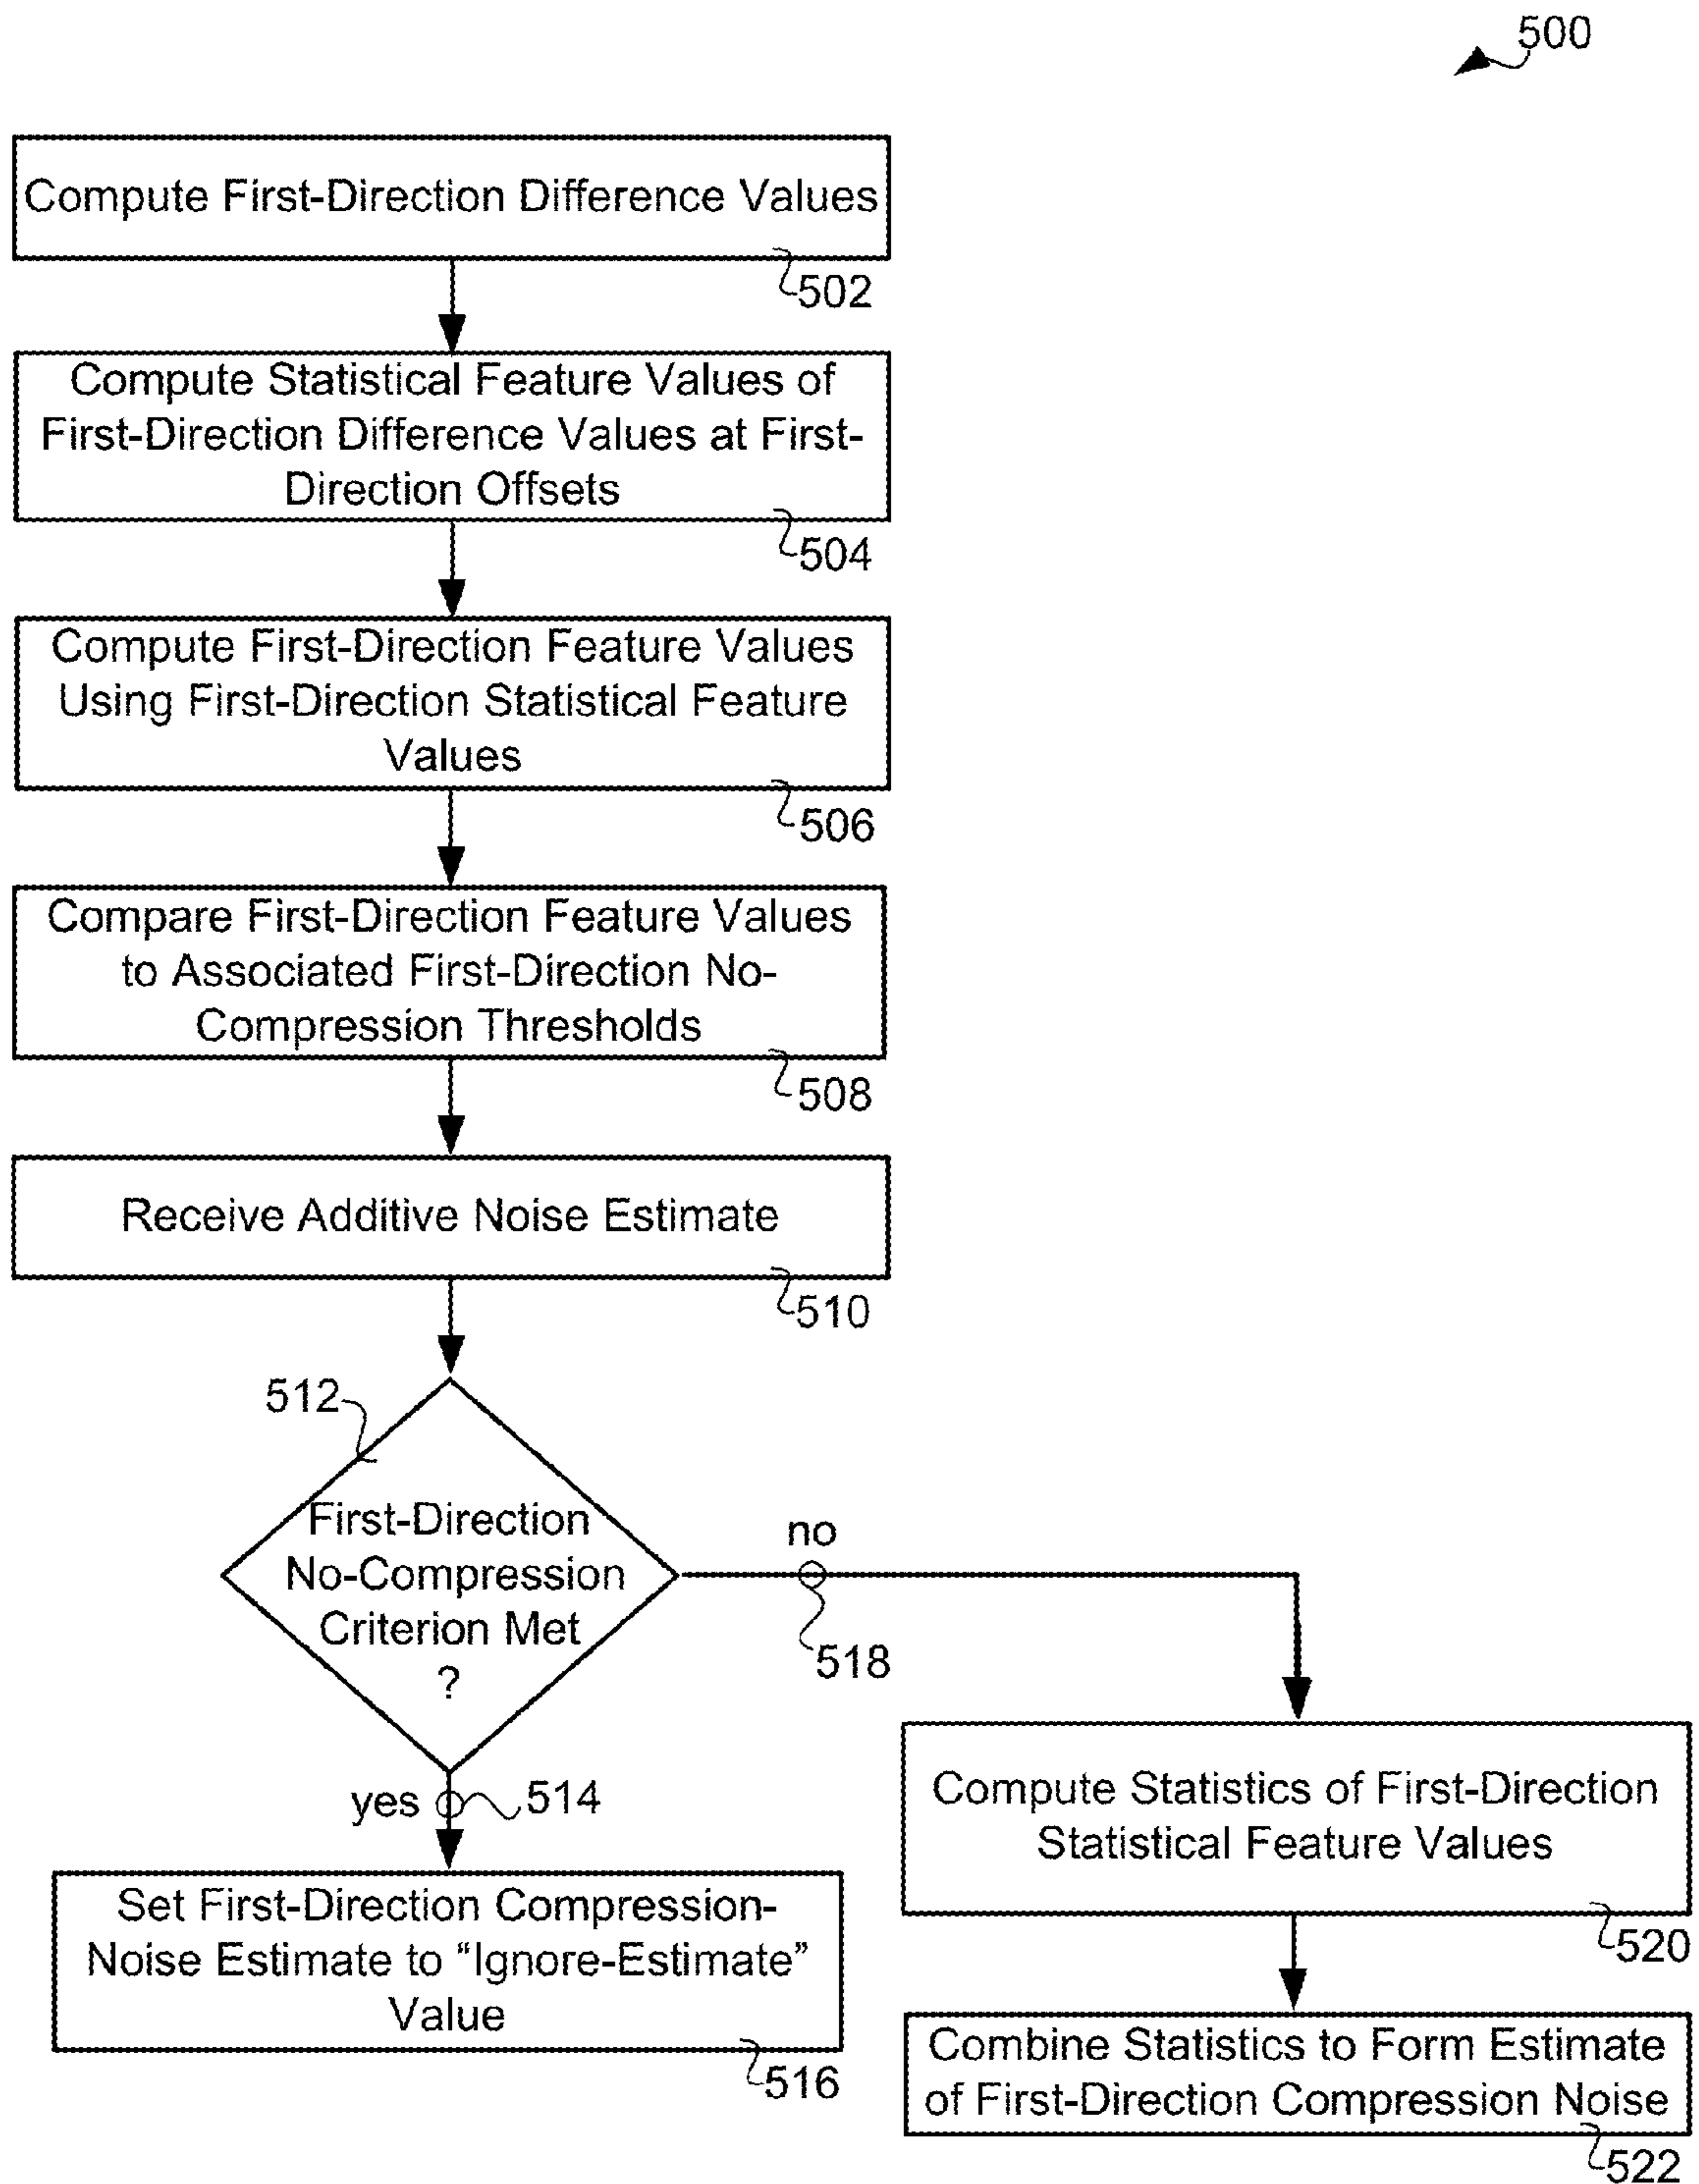 500
Compute First-Direction Difference Values
502
Compute Statistical Feature Values of
First-Direction Difference Values at First-
Direction Offsets
504
Compute First-Direction Feature Values
Using First-Direction Statistical Feature
Values
506
Compare First-Direction Feature Values
to Associated First-Direction No-
Compression Thresholds
508
Receive Additive Noise Estimate
510
512
First-Direction
No-Compression
Criterion Met
?
no
518
yes
514
Set First-Direction Compression-
Noise Estimate to “Ignore-Estimate”
Value
516
Compute Statistics of First-Direction
Statistical Feature Values
520
Combine Statistics to Form Estimate
of First-Direction Compression Noise
522